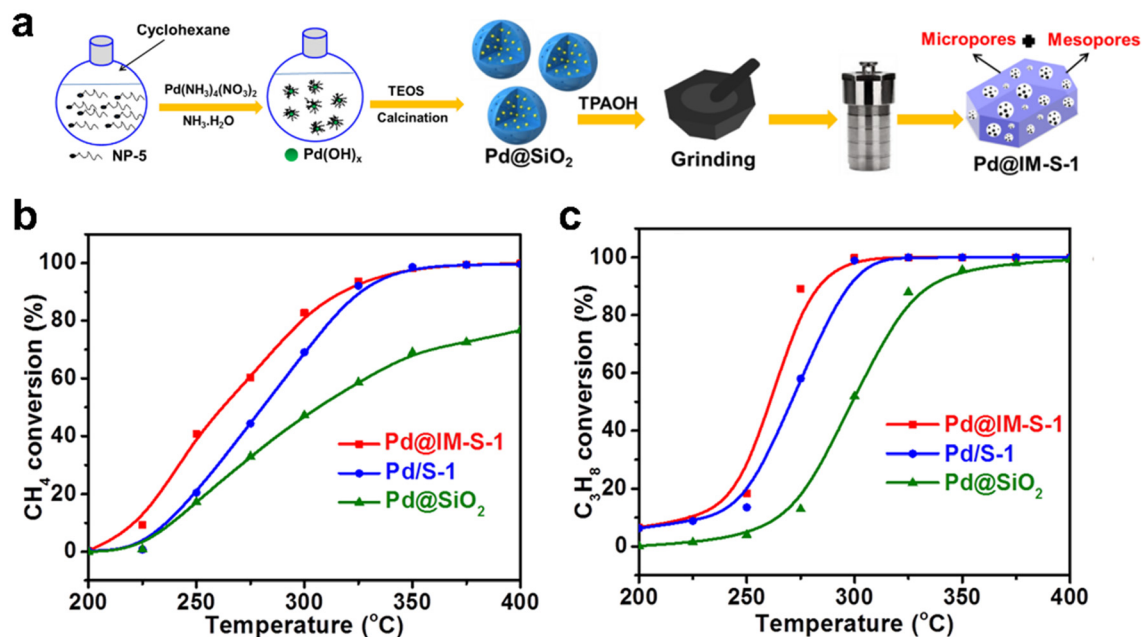 a
Cyclohexane
Pd(NH₃)₄(NO₃)₂
NH₃.H₂O
NP-5
Pd(OH)ₓ
TEOS
Calcination
Pd@SiO₂
TPAOH
Grinding
Micropores
Mesopores
Pd@IM-S-1
b
CH₄ conversion (%)
100
80
60
40
20
0
Pd@IM-S-1
Pd/S-1
Pd@SiO₂
200 250 300 350 400
Temperature (°C)
c
C₃H₈ conversion (%)
100
80
60
40
20
0
Pd@IM-S-1
Pd/S-1
Pd@SiO₂
200 250 300 350 400
Temperature (°C)